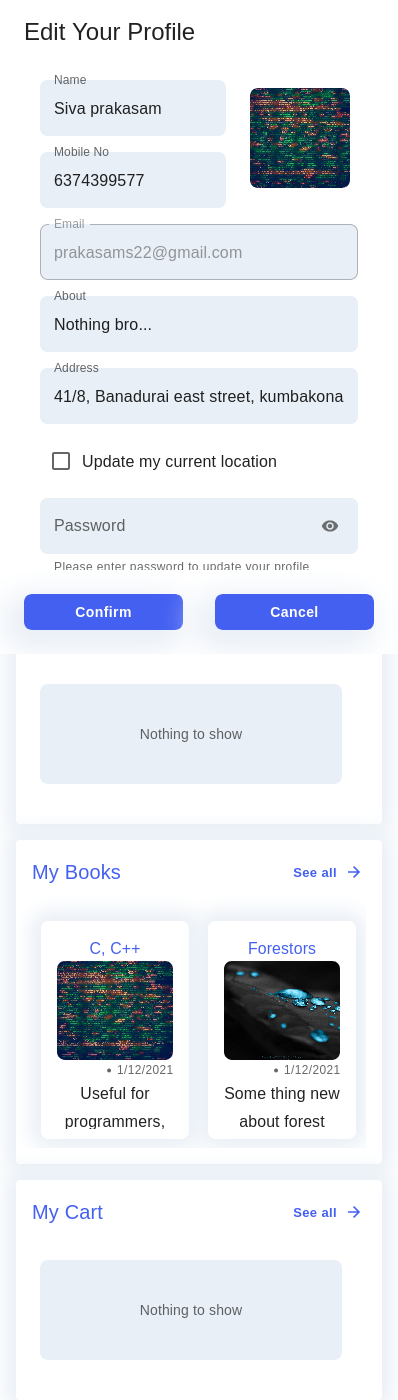 Edit Your Profile
Name
Siva prakasam
Mobile No
6374399577
Email
prakasams22@gmail.com
About
Nothing bro...
Address
41/8, Banadurai east street, kumbakona
Update my current location
Password
Please enter password to update your profile
Confirm
Cancel
Nothing to show
My Books
See all
C, C++
• 1/12/2021
Useful for
programmers,
Forestors
• 1/12/2021
Some thing new
about forest
My Cart
See all
Nothing to show